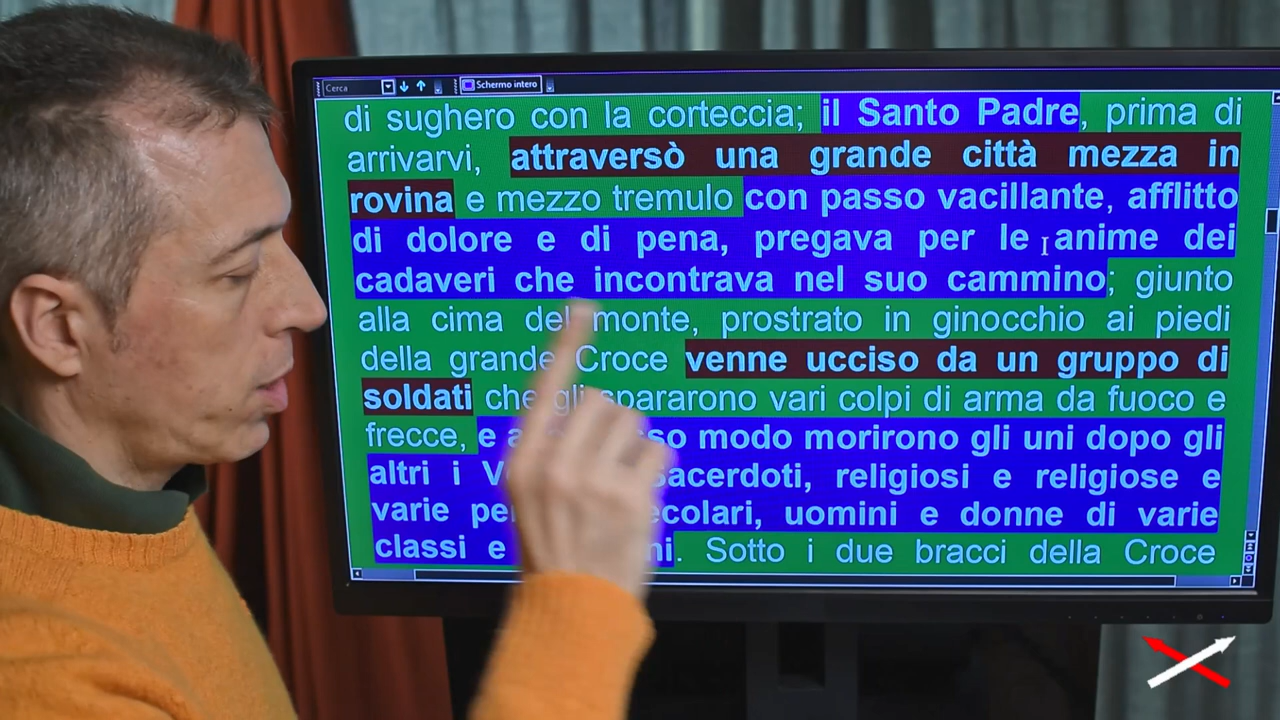 Cerca
Schermo intero
di sughero con la corteccia; il Santo Padre, prima di
arrivarvi, attraversò una grande città mezza in
rovina e mezzo tremulo con passo vacillante, afflitto
di dolore e di pena, pregava per le anime dei
cadaveri che incontrava nel suo cammino; giunto
alla cima del monte, prostrato in ginocchio ai piedi
della grande Croce venne ucciso da un gruppo di
soldati che gli spararono vari colpi di arma da fuoco e
frecce, e modo morirono gli uni dopo gli
altri i sacerdoti, religiosi e religiose e
varie uomini e donne di varie
classi e Sotto i due bracci della Croce